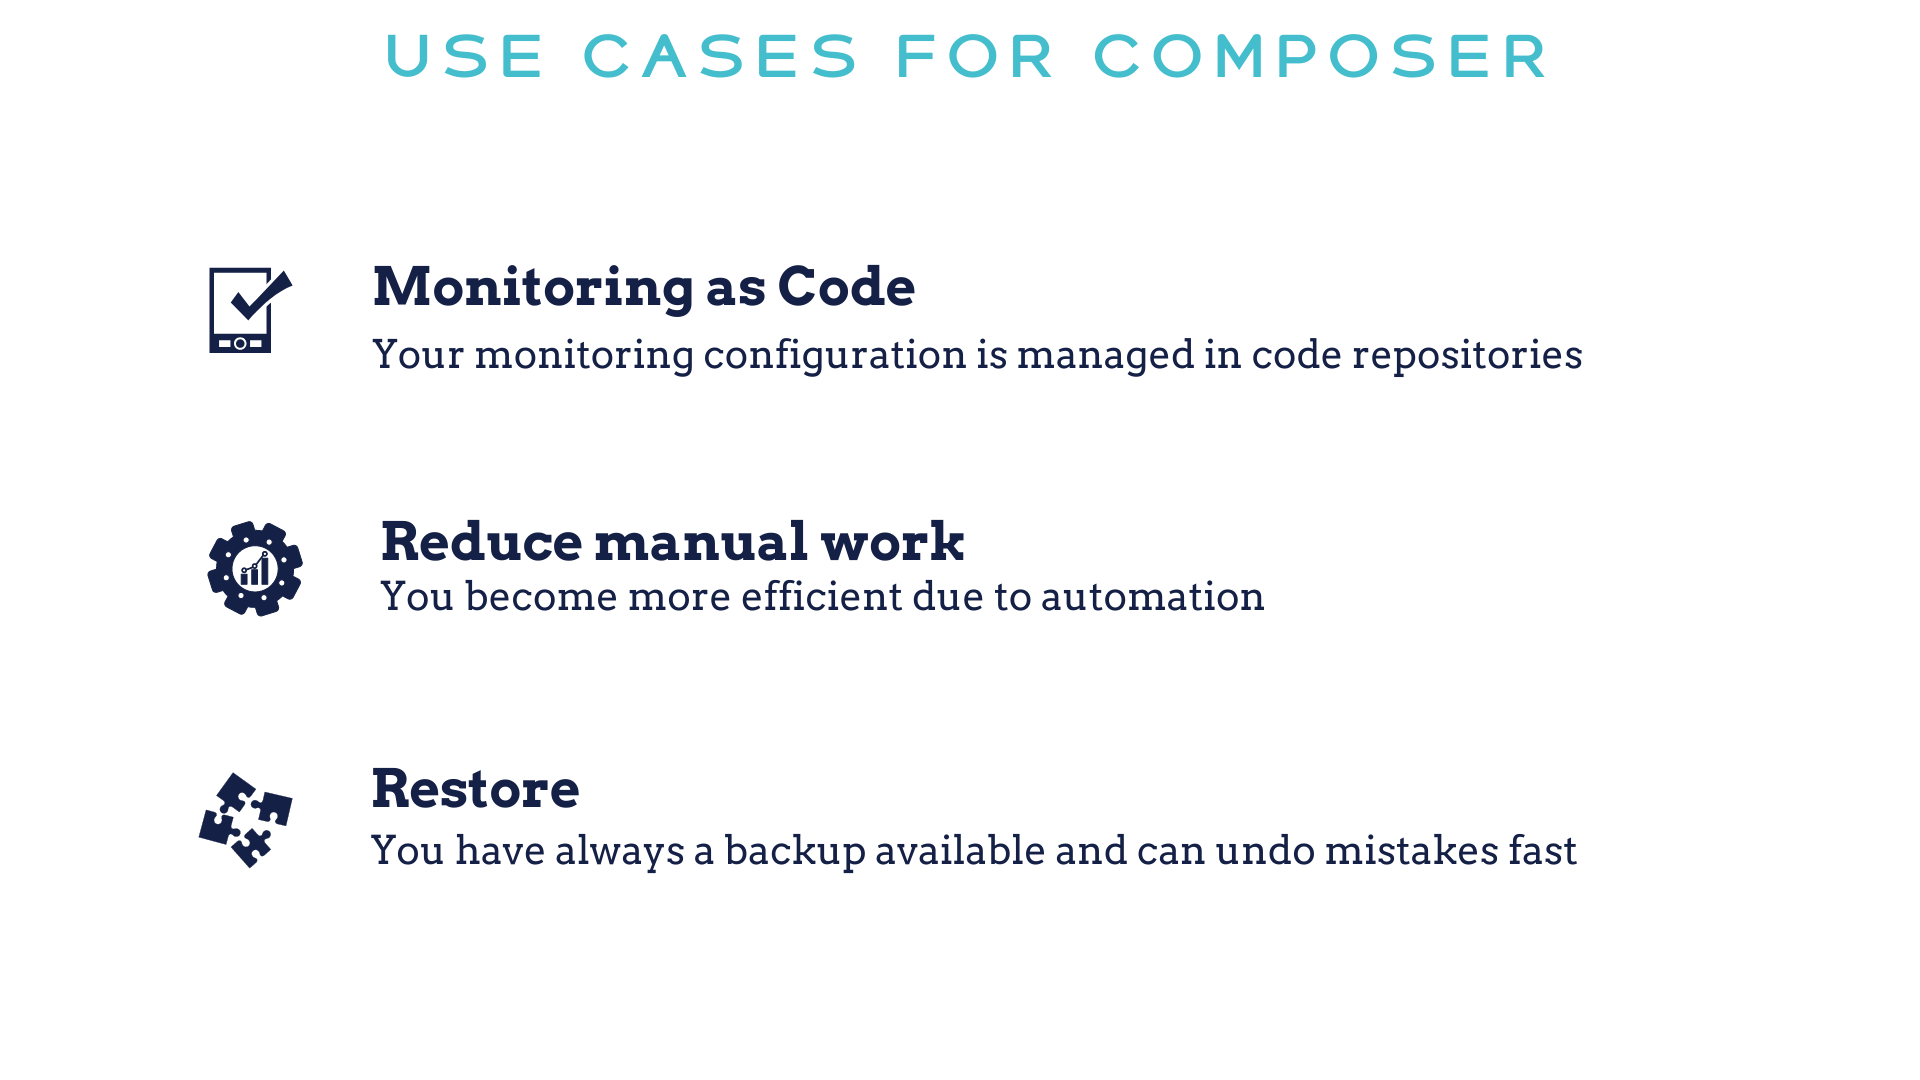 USE CASES FOR COMPOSER
Monitoring as Code
Your monitoring configuration is managed in code repositories
Reduce manual work
You become more efficient due to automation
Restore
You have always a backup available and can undo mistakes fast